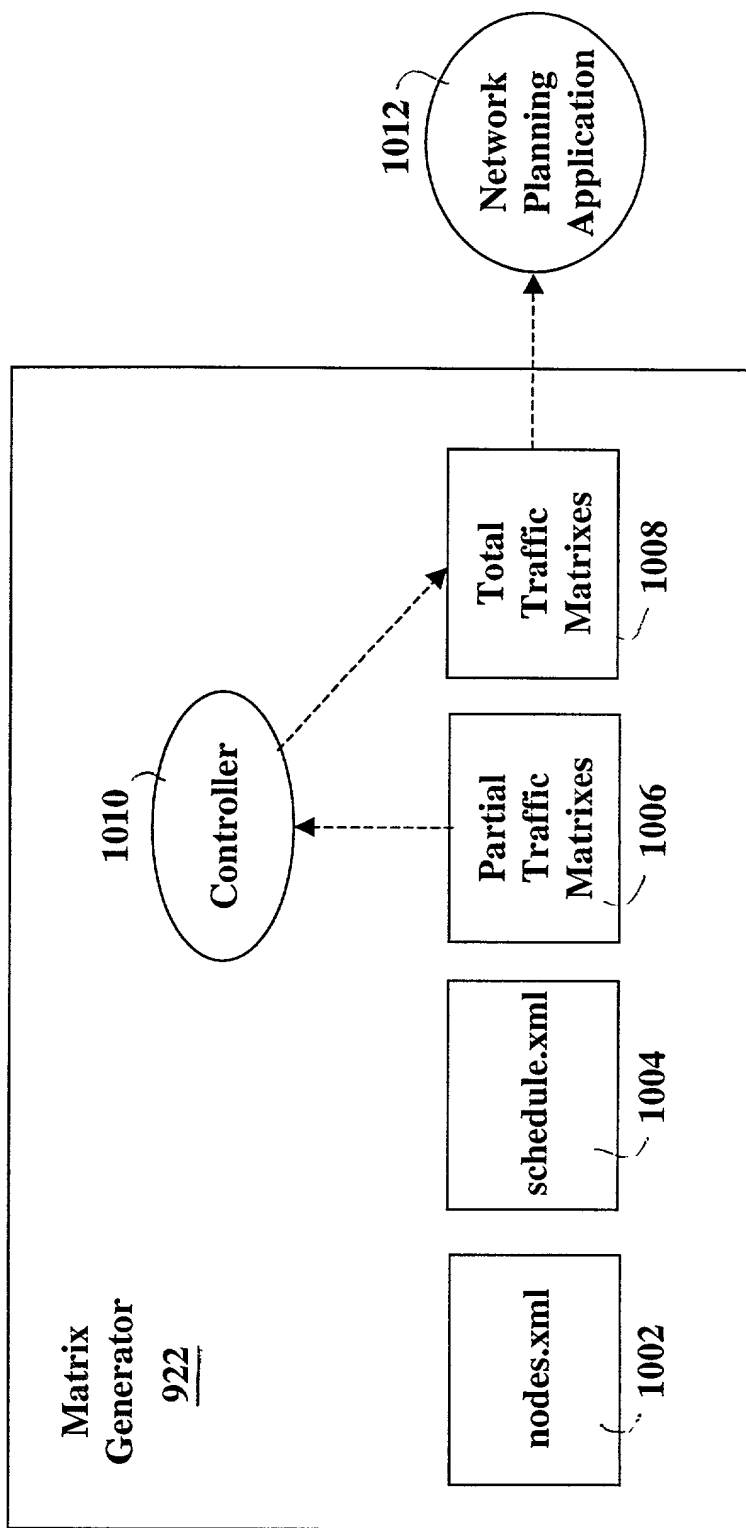 Matrix
Generator
922
1010
Controller
nodes.xml
1002
schedule.xml
1004
Partial
Traffic
Matrixes
1006
Total
Traffic
Matrixes
1008
1012
Network
Planning
Application